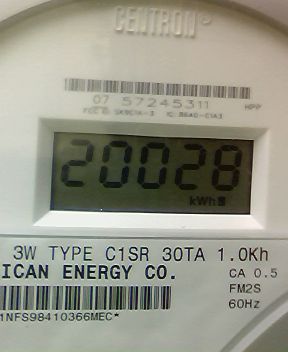 CENTRON
07 57245311
HPP
20028
kWh
3W TYPE C1SR 30TA 1.0Kh
ICAN ENERGY CO.
CA 0.5
FM2S
60Hz
1NFS98410366MEC*